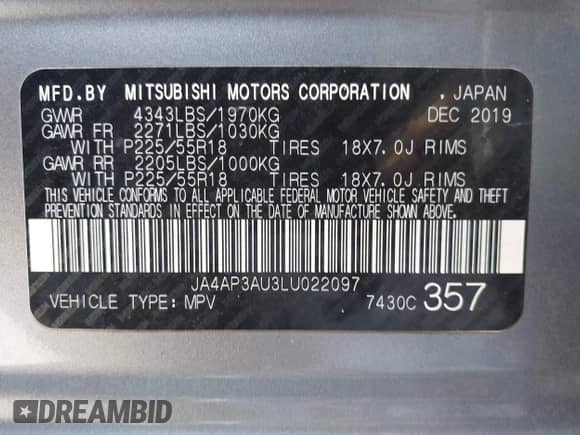 MFD.BY MITSUBISHI MOTORS CORPORATION . JAPAN
GVWR 4343LBS/1970KG DEC 2019
GAWR FR 2271LBS/1030KG
WITH P225/55R18 TIRES 18X7.0J RIMS
GAWR RR 2205LBS/1000KG
WITH P225/55R18 TIRES 18X7.0J RIMS
THIS VEHICLE CONFORMS TO ALL APPLICABLE FEDERAL MOTOR VEHICLE SAFETY AND THEFT
PREVENTION STANDARDS IN EFFECT ON THE DATE OF MANUFACTURE SHOWN ABOVE.
JA4AP3AU3LU022097
VEHICLE TYPE: MPV 7430C 357
DREAMBID